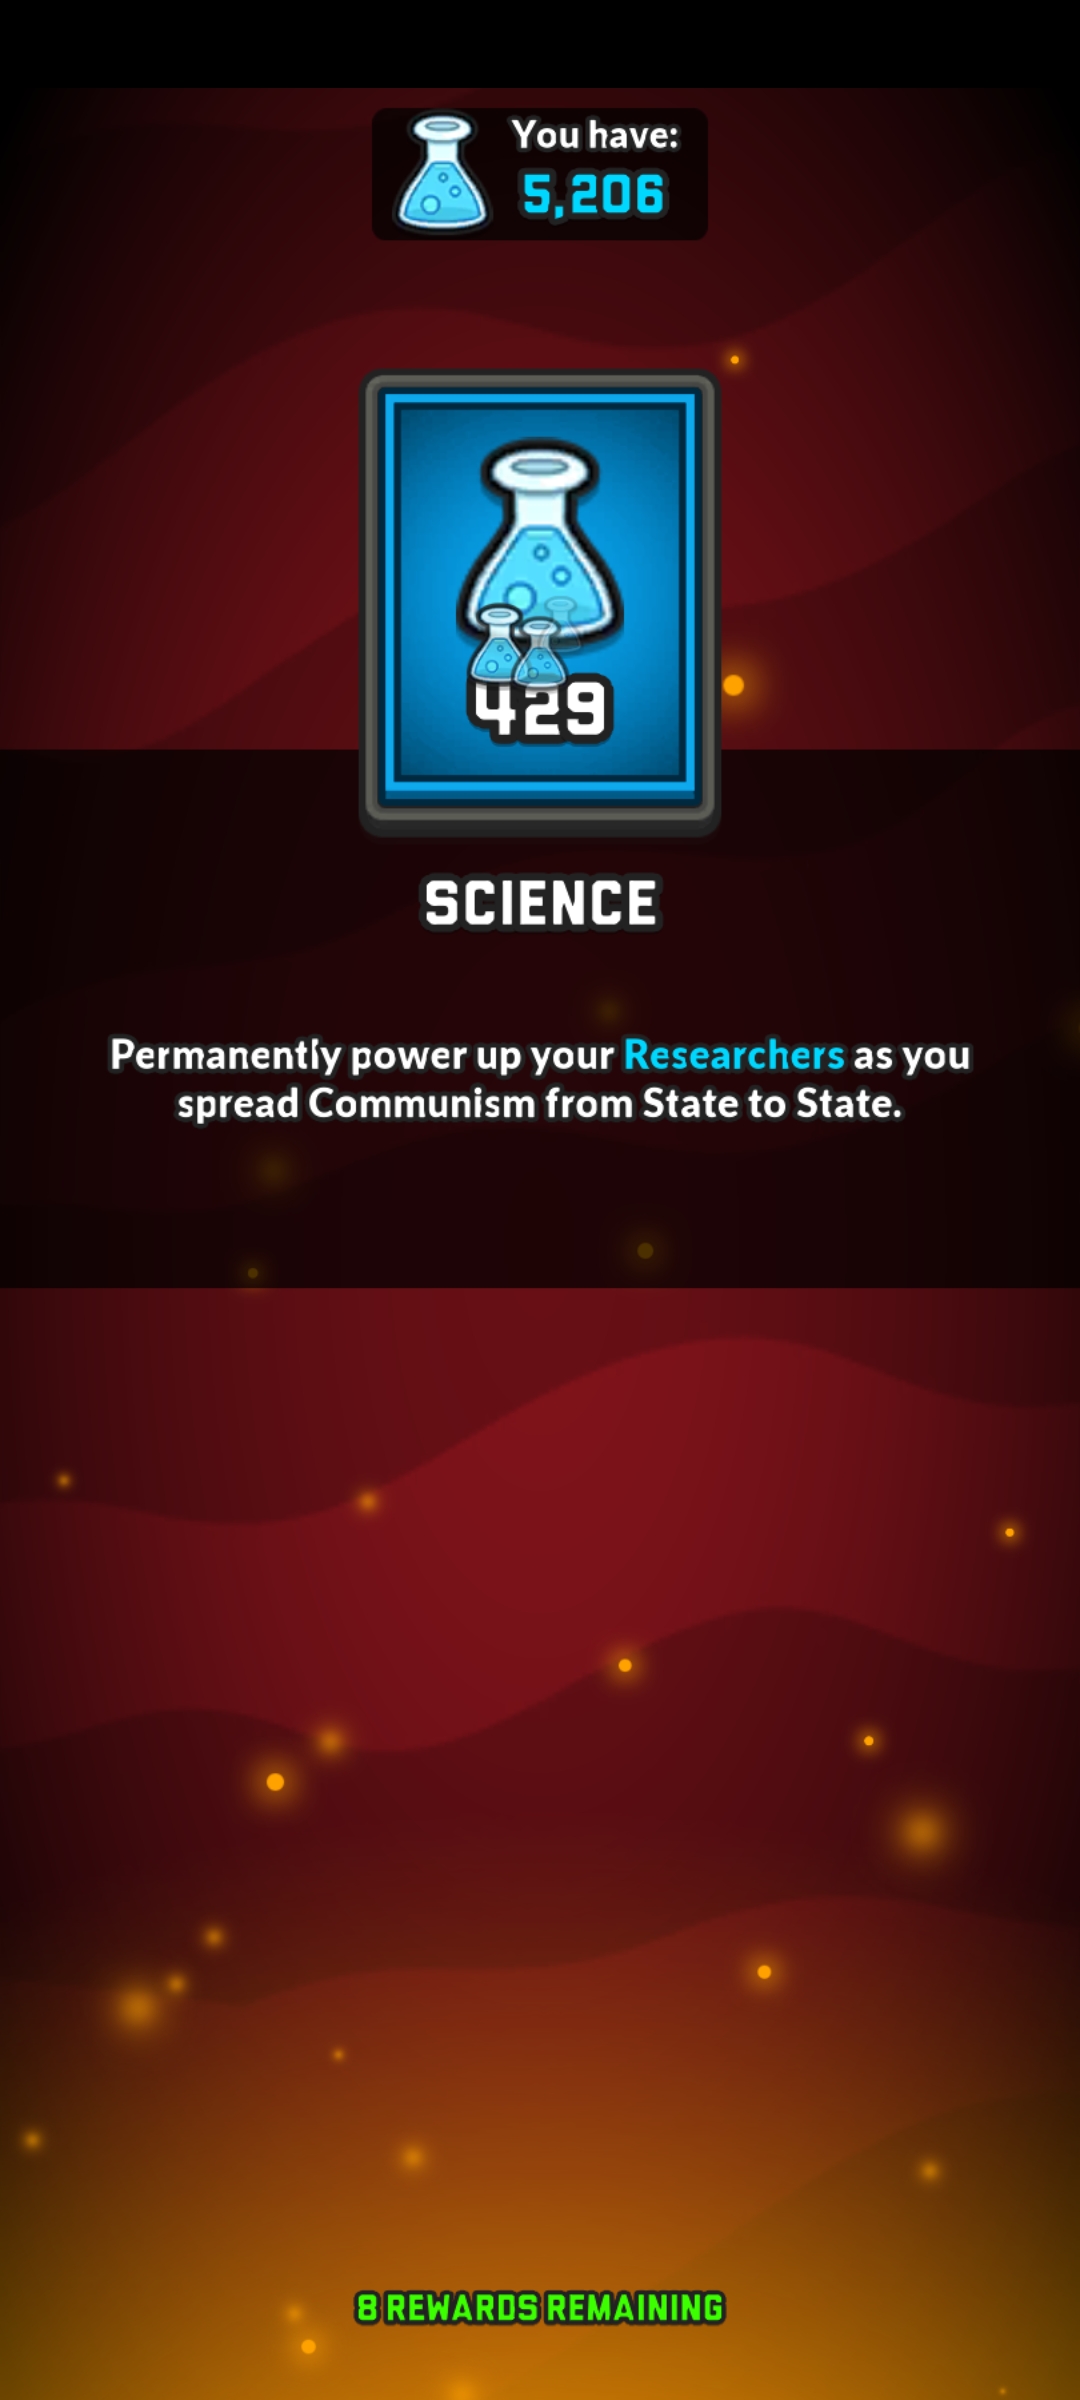 You have:
5,206
429
SCIENCE
Permanently power up your Researchers as you
spread Communism from State to State.
8 REWARDS REMAINING